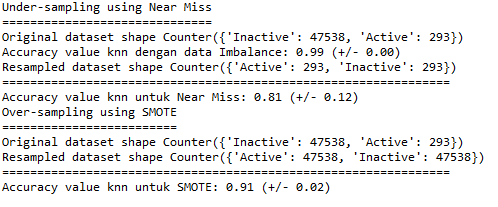 Under-sampling using Near Miss
==============================
Original dataset shape Counter({'Inactive': 47538, 'Active': 293})
Accuracy value knn dengan data Imbalance: 0.99 (+/- 0.00)
Resampled dataset shape Counter({'Active': 293, 'Inactive': 293})
================================================================
Accuracy value knn untuk Near Miss: 0.81 (+/- 0.12)
Over-sampling using SMOTE
=========================
Original dataset shape Counter({'Inactive': 47538, 'Active': 293})
Resampled dataset shape Counter({'Active': 47538, 'Inactive': 47538})
================================================================
Accuracy value knn untuk SMOTE: 0.91 (+/- 0.02)